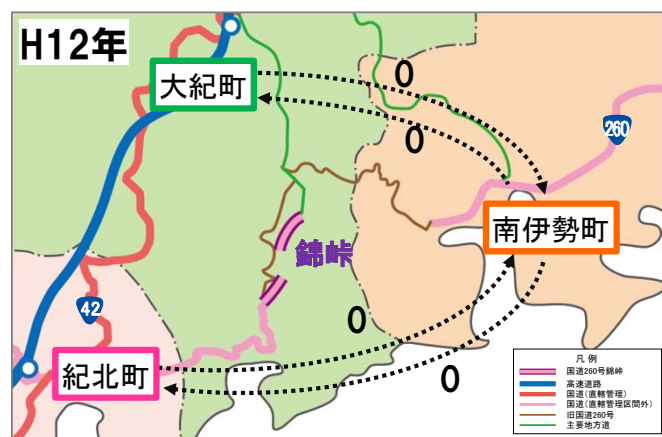 H12年
大紀町
0
0
260
南伊勢町
錦峠
42
0
紀北町
0
凡例
国道260号錦峠
高速道路
国道(直轄管理)
国道(直轄管理区間外)
旧国道260号
主要地方道